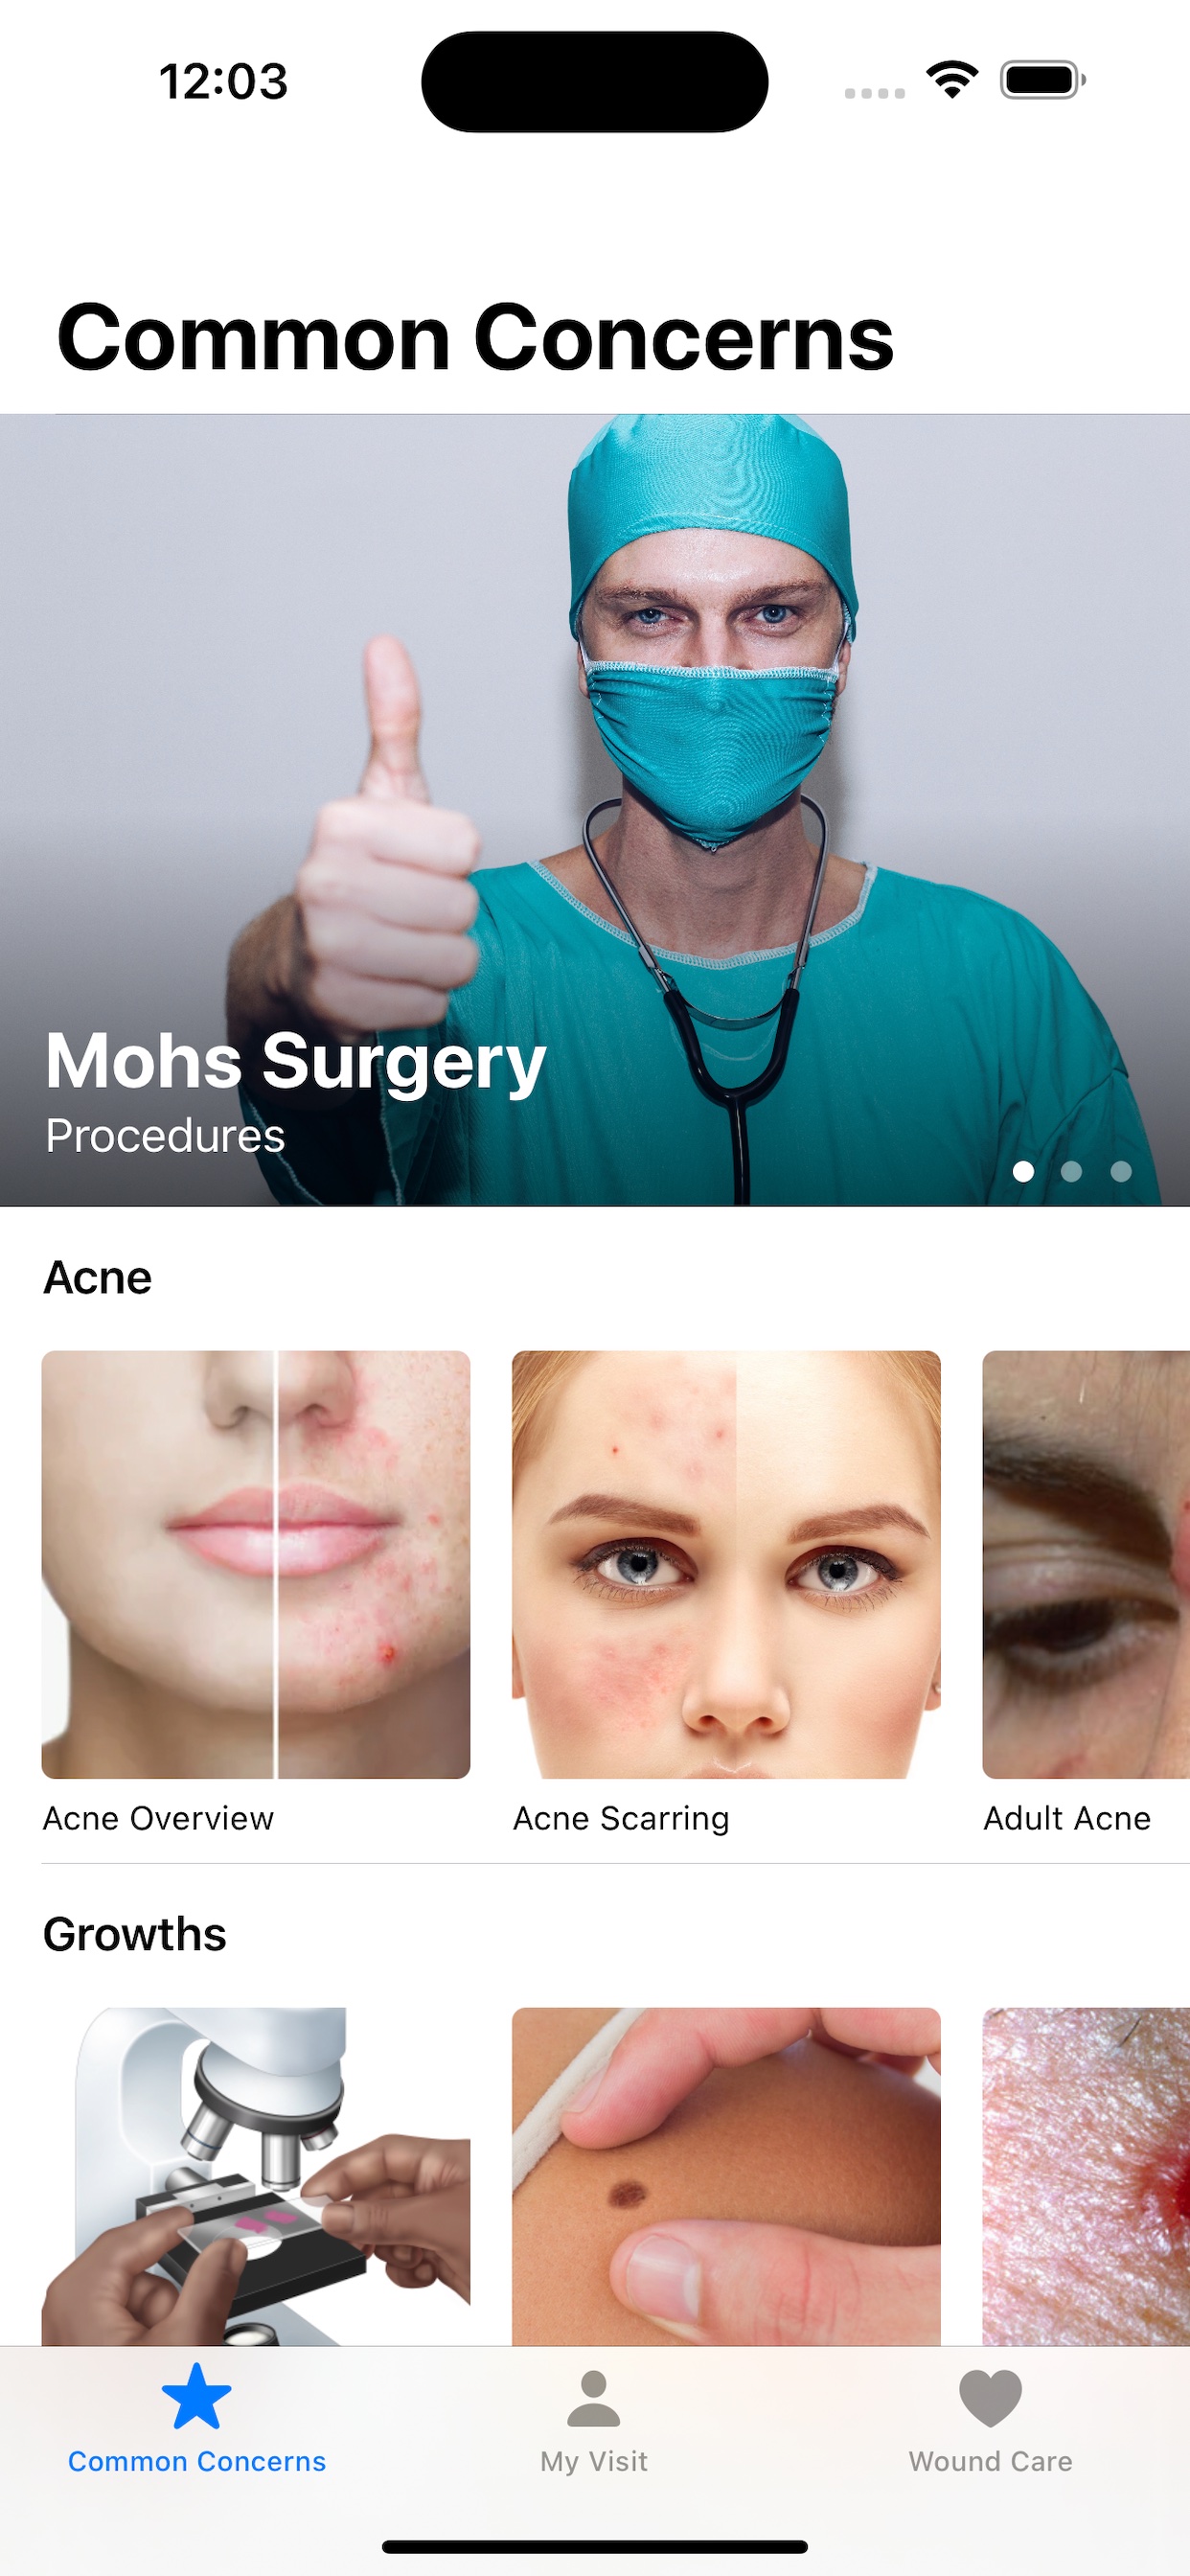 12:03
Common Concerns
Mohs Surgery
Procedures
Acne
Acne Overview
Acne Scarring
Adult Acne
Growths
Common Concerns
My Visit
Wound Care